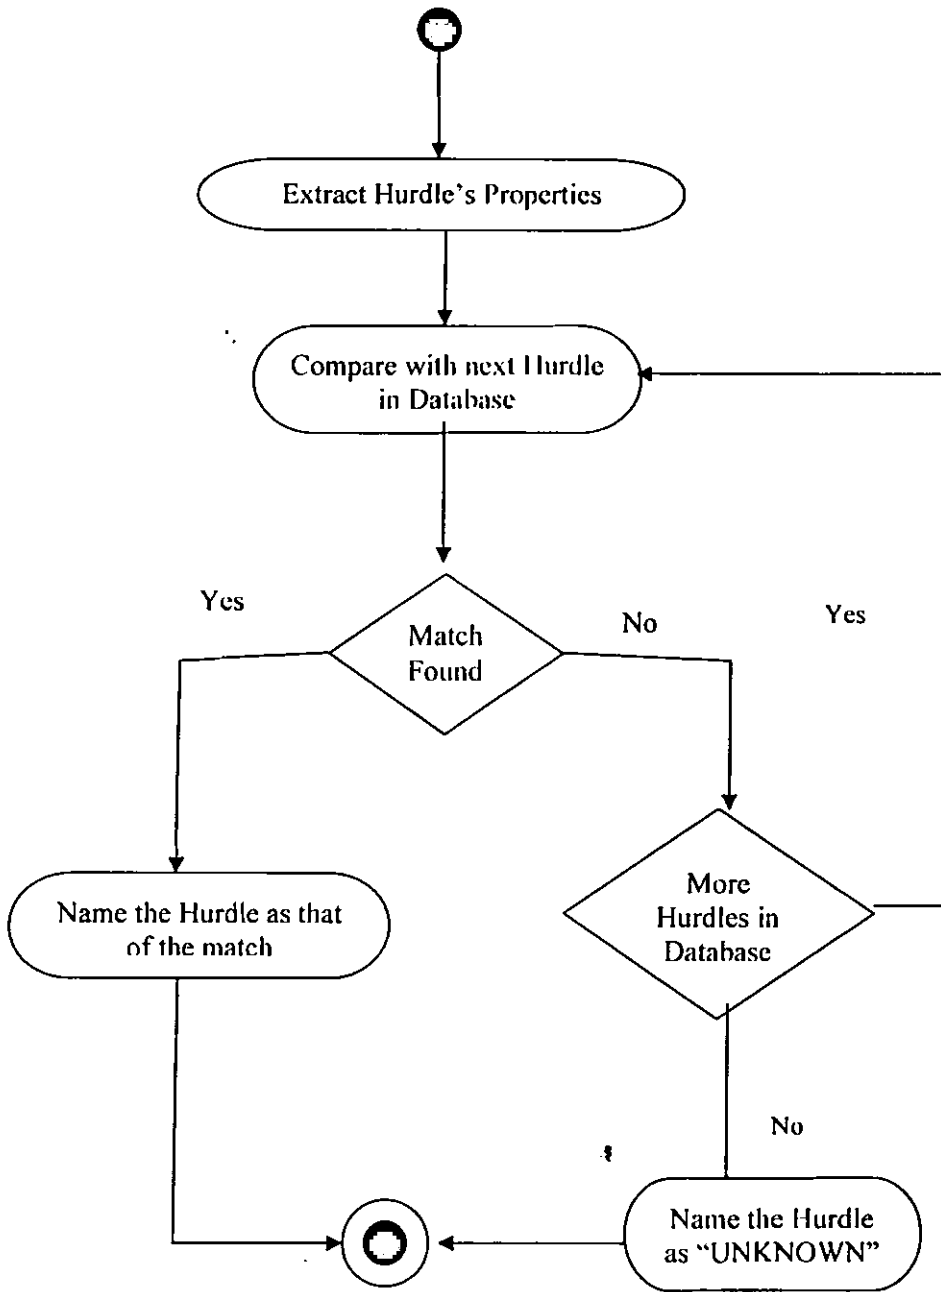 Extract Hurdle's Properties
Compare with next Hurdle
in Database
Yes
Match
Found
No
Yes
More
Hurdles in
Database
Name the Hurdle as that
of the match
No
Name the Hurdle
as “UNKNOWN”